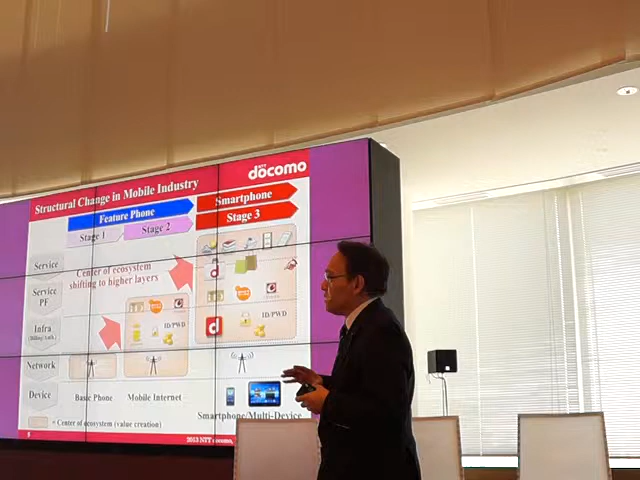 Structural Change in Mobile Industry
NTT
döcomo
Feature Phone
Smartphone
Stage 1
Stage 2
Stage 3
Service
Center of ecosystem
shifting to higher layers
Service
PF
ID/PWD
ID/PWD
d
d
Infra
(Billing/Auth.)
Network
Device
Basic Phone
Mobile Internet
Smartphone/Multi-Device
= Center of ecosystem (value creation)
2013 NTT DOCOMO,